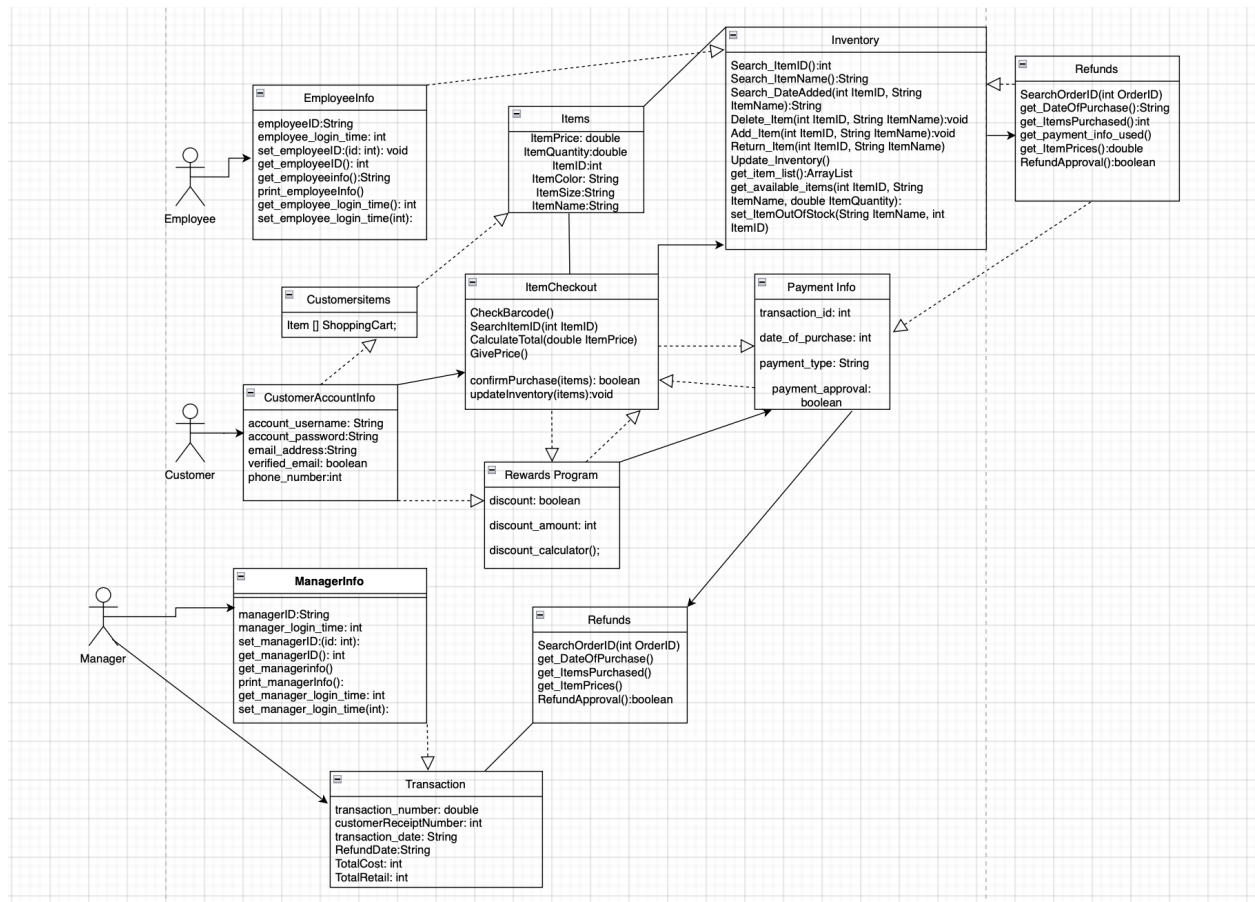 Inventory
Search_ItemID():int
Search_ItemName():String
Search_DateAdded(int ItemID, String
ItemName):String
Delete_Item(int ItemID, String ItemName):void
Add_Item(int ItemID, String ItemName):void
Return_Item(int ItemID, String ItemName)
Update_Inventory()
get_item_list():ArrayList
get_available_items(int ItemID, String
ItemName, double ItemQuantity):
set_ItemOutOfStock(String ItemName, int
ItemID)
Refunds
SearchOrderID(int OrderID)
get_DateOfPurchase():String
get_ItemsPurchased():int
get_payment_info_used()
get_ItemPrices():double
RefundApproval():boolean
EmployeeInfo
employeeID:String
employee_login_time: int
set_employeeID:(id: int): void
get_employeeID(): int
get_employeeinfo():String
print_employeeInfo()
get_employee_login_time(): int
set_employee_login_time(int):
Employee
Items
ItemPrice: double
ItemQuantity:double
ItemID:int
ItemColor: String
ItemSize:String
ItemName:String
Customersitems
Item [] ShoppingCart;
ItemCheckout
CheckBarcode()
SearchItemID(int ItemID)
CalculateTotal(double ItemPrice)
GivePrice()
confirmPurchase(items): boolean
updateInventory(items):void
Payment Info
transaction_id: int
date_of_purchase: int
payment_type: String
payment_approval:
boolean
CustomerAccountInfo
account_username: String
account_password:String
email_address:String
verified_email: boolean
phone_number:int
Customer
Rewards Program
discount: boolean
discount_amount: int
discount_calculator();
ManagerInfo
managerID:String
manager_login_time: int
set_managerID:(id: int):
get_managerID(): int
get_managerinfo()
print_managerInfo():
get_manager_login_time: int
set_manager_login_time(int):
Manager
Refunds
SearchOrderID(int OrderID)
get_DateOfPurchase()
get_ItemsPurchased()
get_ItemPrices()
RefundApproval():boolean
Transaction
transaction_number: double
customerReceiptNumber: int
transaction_date: String
RefundDate:String
TotalCost: int
TotalRetail: int